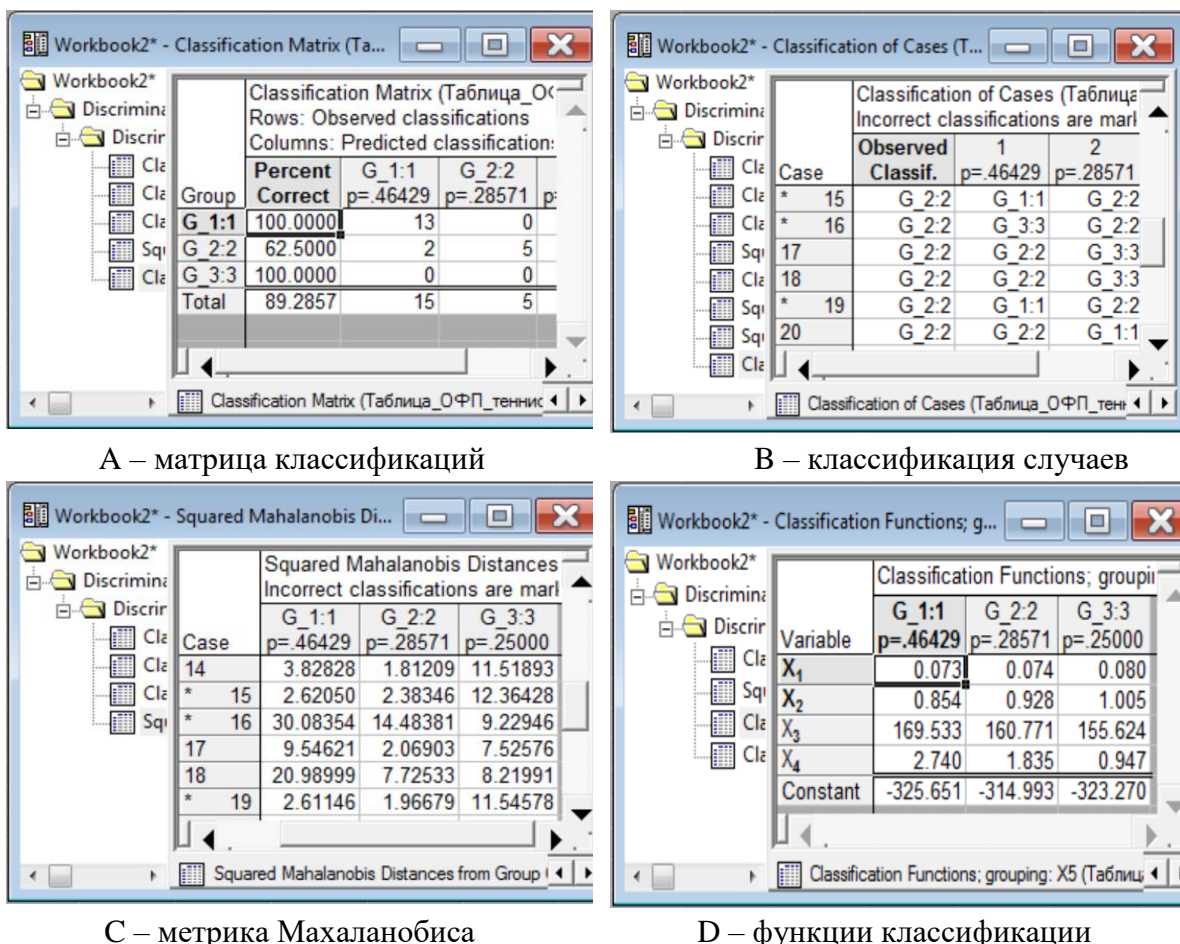 Workbook2* - Classification Matrix (Ta...
Workbook2*
Discrimina
Discrin
Cla
Cla
Cla
Squ
Cla
Classification Matrix (Таблица_О
Rows: Observed classifications
Columns: Predicted classification:
Group Percent Correct G_1:1 p=.46429 G_2:2 p=.28571
G_1:1 100.0000 13 0
G_2:2 62.5000 2 5
G_3:3 100.0000 0 0
Total 89.2857 15 5
Classification Matrix (Таблица_ОФП_теннис
А – матрица классификаций
Workbook2* - Classification of Cases (T...
Workbook2*
Discrimina
Discrin
Cla
Cla
Cla
Squ
Cla
Squ
Squ
Cla
Classification of Cases (Таблица
Incorrect classifications are marl
Case Observed Classif. 1 p=.46429 2 p=.28571
* 15 G_2:2 G_1:1 G_2:2
* 16 G_2:2 G_3:3 G_2:2
17 G_2:2 G_2:2 G_3:3
18 G_2:2 G_2:2 G_3:3
* 19 G_2:2 G_1:1 G_2:2
20 G_2:2 G_2:2 G_1:1
Classification of Cases (Таблица_ОФП_тенн
В – классификация случаев
Workbook2* - Squared Mahalanobis Di...
Workbook2*
Discrimina
Discrin
Cla
Cla
Cla
Squ
Squared Mahalanobis Distances
Incorrect classifications are marl
Case G_1:1 p=.46429 G_2:2 p=.28571 G_3:3 p=.25000
14 3.82828 1.81209 11.51893
* 15 2.62050 2.38346 12.36428
* 16 30.08354 14.48381 9.22946
17 9.54621 2.06903 7.52576
18 20.98999 7.72533 8.21991
* 19 2.61146 1.96679 11.54578
Squared Mahalanobis Distances from Group
С – метрика Махаланобиса
Workbook2* - Classification Functions; g...
Workbook2*
Discrimina
Discrin
Cla
Squ
Cla
Cla
Classification Functions; groupin
Variable G_1:1 p=.46429 G_2:2 p=.28571 G_3:3 p=.25000
X₁ 0.073 0.074 0.080
X₂ 0.854 0.928 1.005
X₃ 169.533 160.771 155.624
X₄ 2.740 1.835 0.947
Constant -325.651 -314.993 -323.270
Classification Functions; grouping: X5 (Таблиц
D – функции классификации